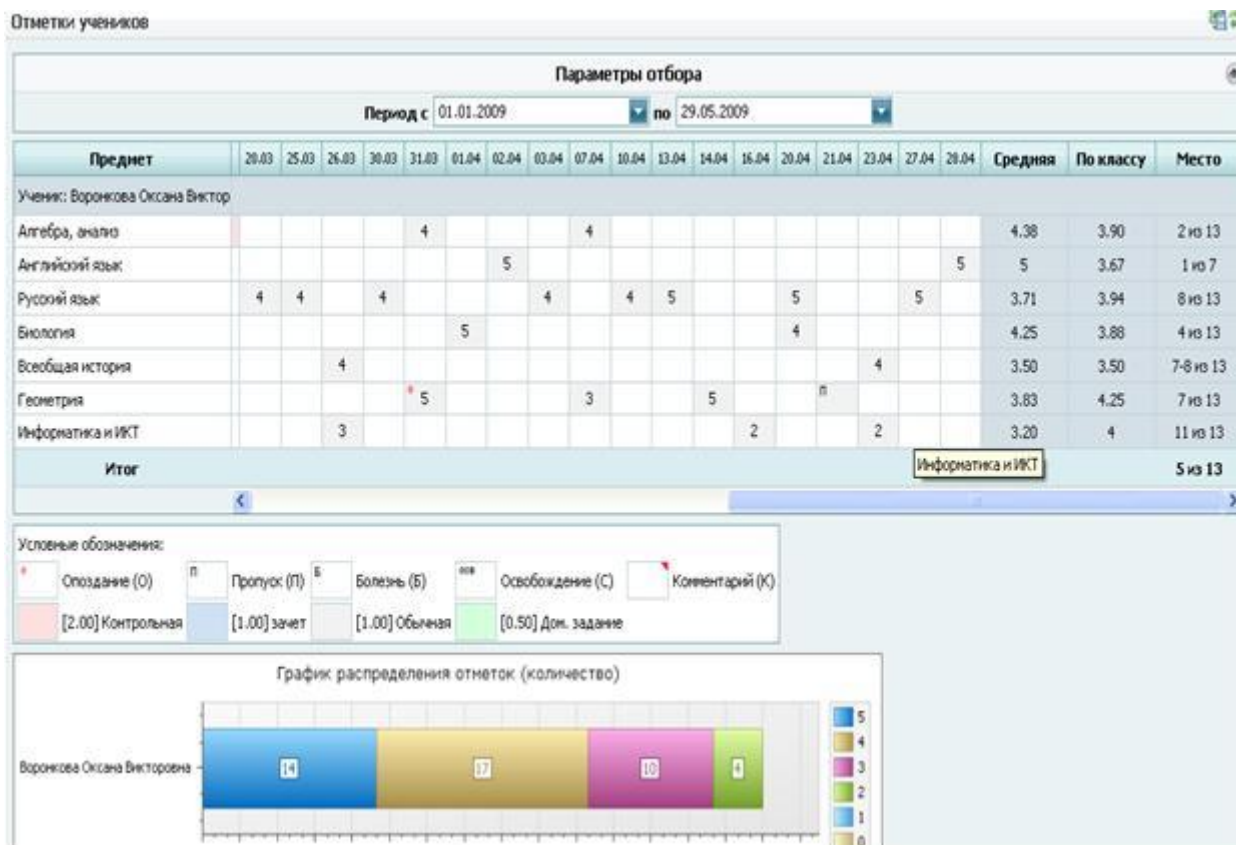 Отметки учеников
Параметры отбора
Период с 01.01.2009 по 29.05.2009
Предмет 20.03 25.03 26.03 30.03 31.03 01.04 02.04 03.04 07.04 10.04 13.04 14.04 16.04 20.04 21.04 23.04 27.04 28.04 Средняя По классу Место
Ученик: Воронкова Оксана Виктор
Алгебра, анализ 4 4 4.38 3.90 2 из 13
Английский язык 5 5 5 3.67 1 из 7
Русский язык 4 4 4 4 4 5 5 5 3.71 3.94 8 из 13
Биология 5 4 4.25 3.88 4 из 13
Всеобщая история 4 4 3.50 3.50 7-8 из 13
Геометрия 5 3 5 П 3.83 4.25 7 из 13
Информатика и ИКТ 3 2 2 3.20 4 11 из 13
Итог 5 из 13
Информатика и ИКТ
Условные обозначения:
Опоздание (О) П Пропуск (П) Б Болезнь (Б) осв Освобождение (С) Комментарий (К)
[2.00] Контрольная [1.00] зачет [1.00] Обычная [0.50] Дом. задание
График распределения отметок (количество)
Воронкова Оксана Викторовна 14 17 10 4
5
4
3
2
1
0